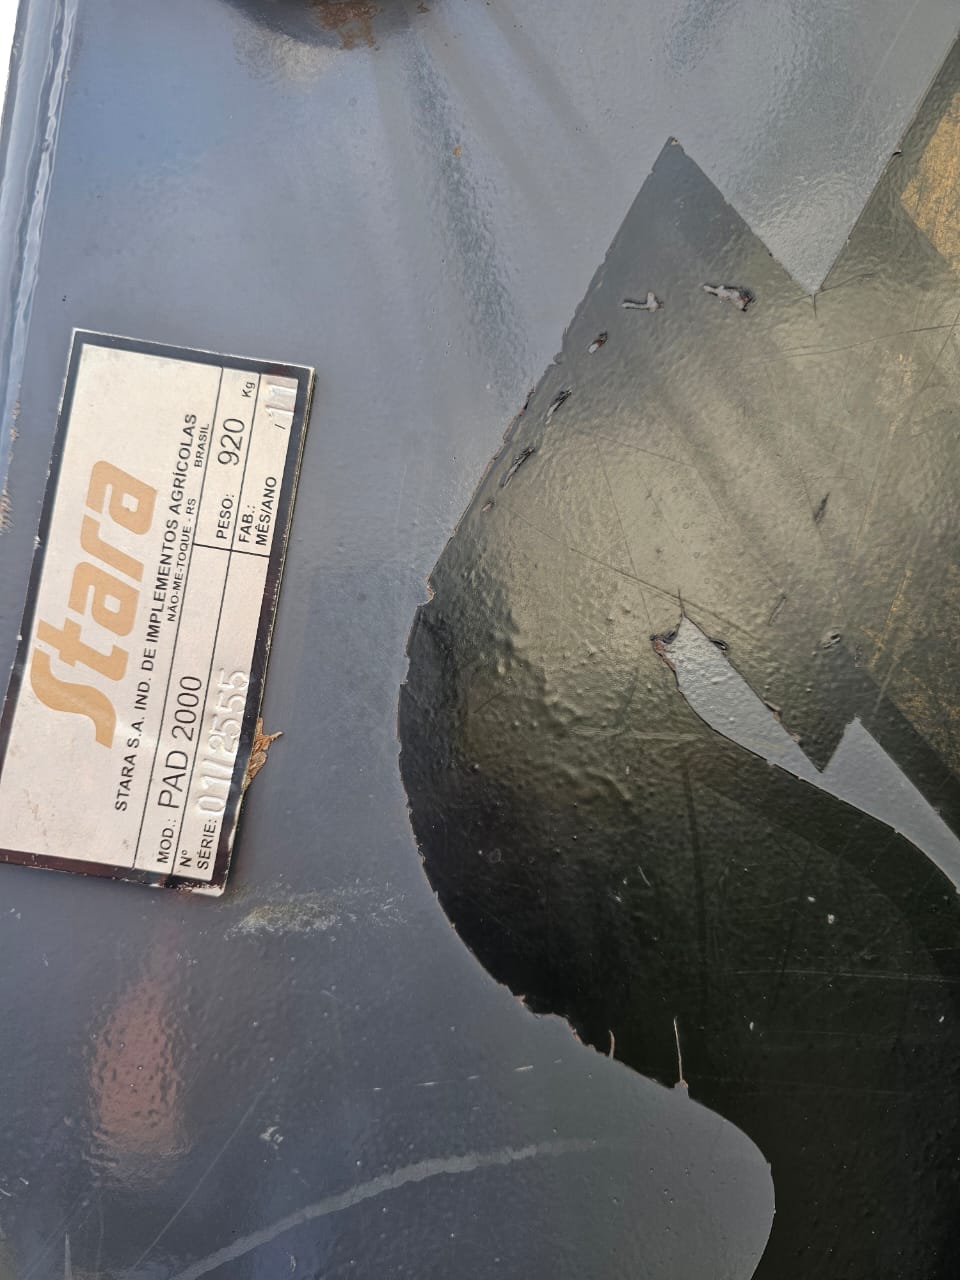 Stara
STARA S.A. IND. DE IMPLEMENTOS AGRÍCOLAS
NÃO-ME-TOQUE - RS BRASIL
MOD.: PAD 2000 PESO: 920 Kg
Nº SÉRIE: FAB.: MÊS/ANO / 11